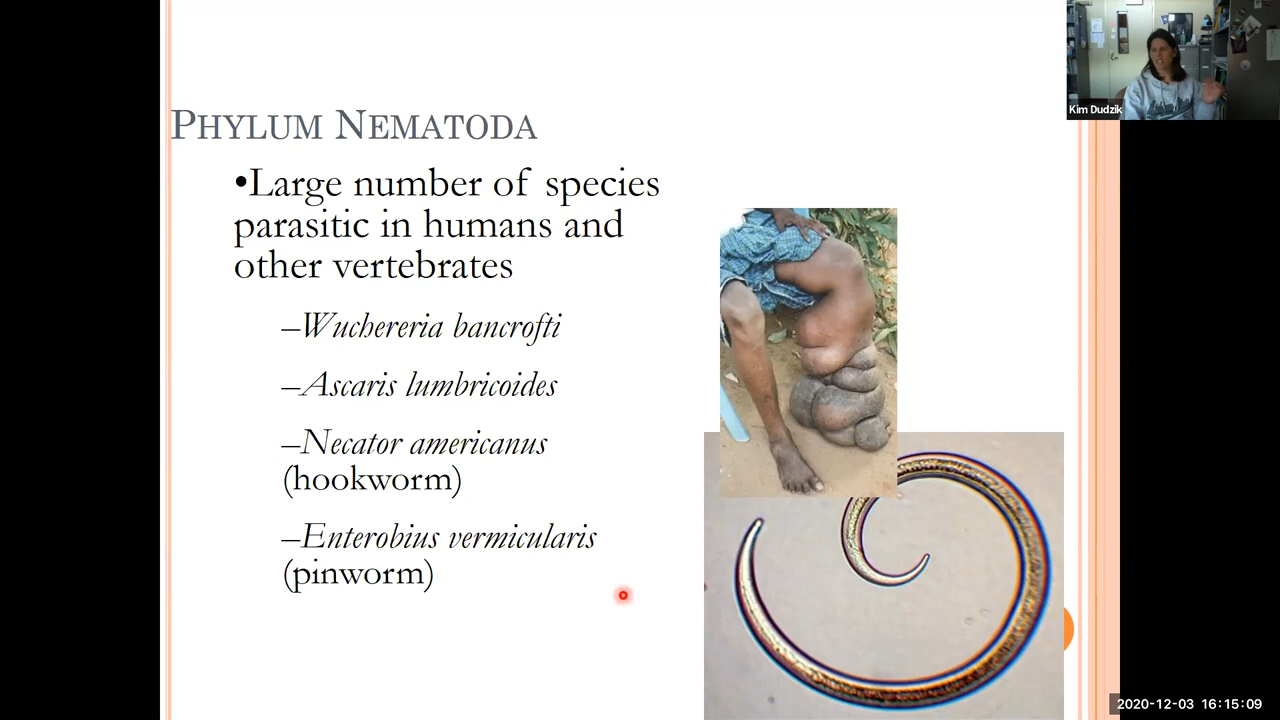 Kim Dudzik
PHYLUM NEMATODA
•Large number of species
parasitic in humans and
other vertebrates
–Wuchereria bancrofti
–Ascaris lumbricoides
–Necator americanus
(hookworm)
–Enterobius vermicularis
(pinworm)
2020-12-03 16:15:09